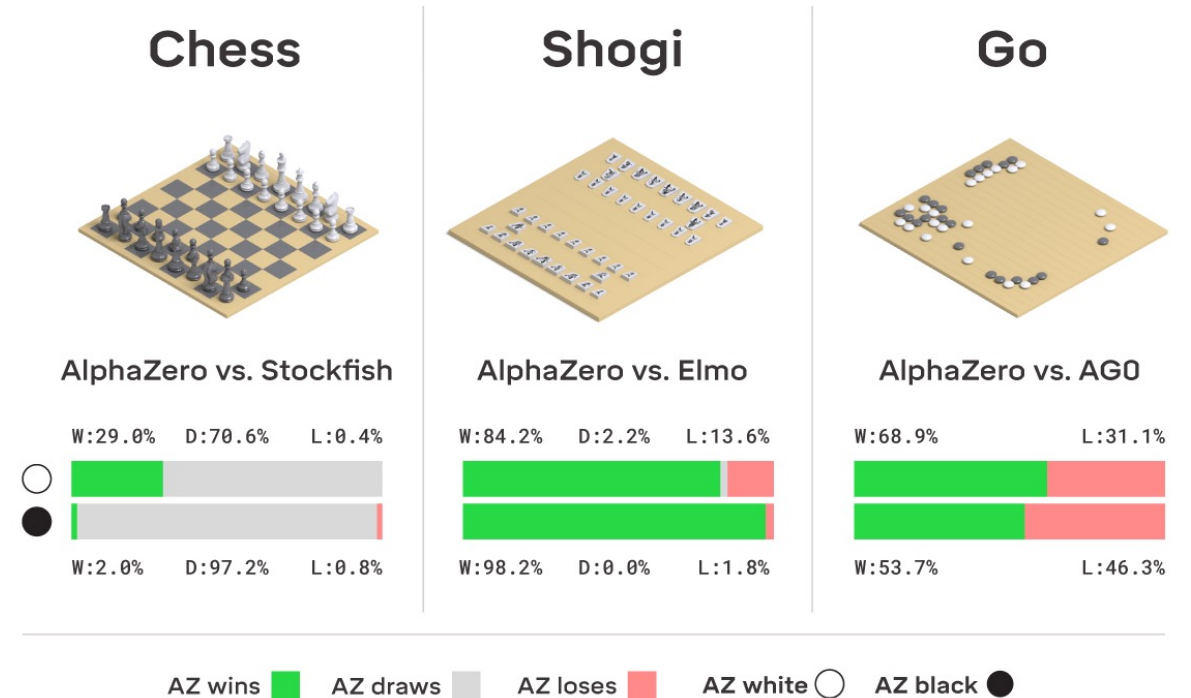 Chess
Shogi
Go
AlphaZero vs. Stockfish
AlphaZero vs. Elmo
AlphaZero vs. AG0
W:29.0% D:70.6% L:0.4%
W:84.2% D:2.2% L:13.6%
W:68.9% L:31.1%
W:2.0% D:97.2% L:0.8%
W:98.2% D:0.0% L:1.8%
W:53.7% L:46.3%
AZ wins AZ draws AZ loses AZ white AZ black